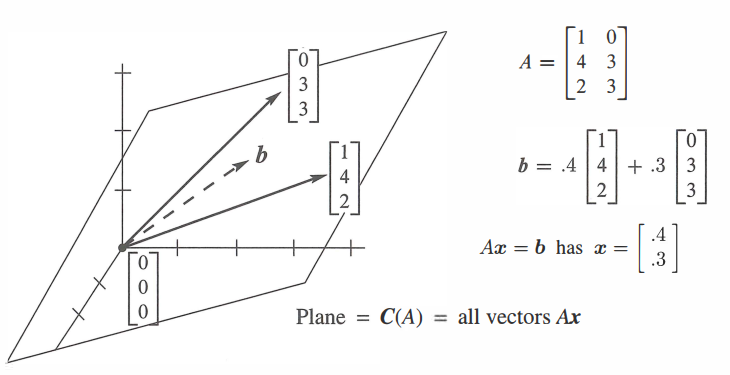 [0 3 3]
b
[1 4 2]
[0 0 0]
A = [1 0; 4 3; 2 3]
b = .4 [1 4 2] + .3 [0 3 3]
Ax = b has x = [.4 .3]
Plane = C(A) = all vectors Ax